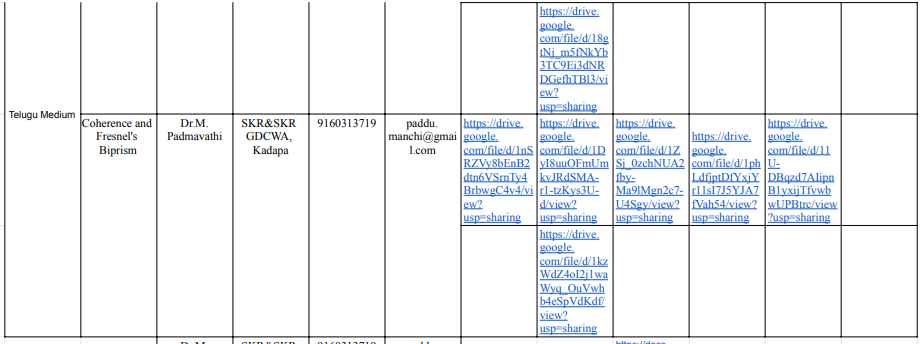 https://drive.
google.
com/file/d/18g
tNj_m5fNkYb
3TC9Ei3dNR
DGefhTBI3/vi
ew?
usp=sharing
Telugu Medium
Coherence and
Fresnel's
Biprism
Dr.M.
Padmavathi
SKR&SKR
GDCWA,
Kadapa
9160313719
paddu.
manchi@gmai
l.com
https://drive.
google.
com/file/d/1nS
RZVy8bEnB2
dtn6VSrnTy4
BrbwgC4v4/vi
ew?
usp=sharing
https://drive.
google.
com/file/d/1D
yI8uuOFmUm
kvJRdSMA-
r1-tzKys3U-
d/view?
usp=sharing
https://drive.
google.
com/file/d/1Z
Sj_0zchNUA2
fby-
Ma9lMgn2c7-
U4Sgy/view?
usp=sharing
https://drive.
google.
com/file/d/1ph
LdfjptDfYxjY
r11sI7J5YJA7
fVah54/view?
usp=sharing
https://drive.
google.
com/file/d/11
U-
DBqzd7AIipn
B1yxijTfvwb
wUPBtrc/view
?usp=sharing
https://drive.
google.
com/file/d/1kz
WdZ4oI2j1wa
Wyq_OuVwh
b4eSpVdKdf/
view?
usp=sharing